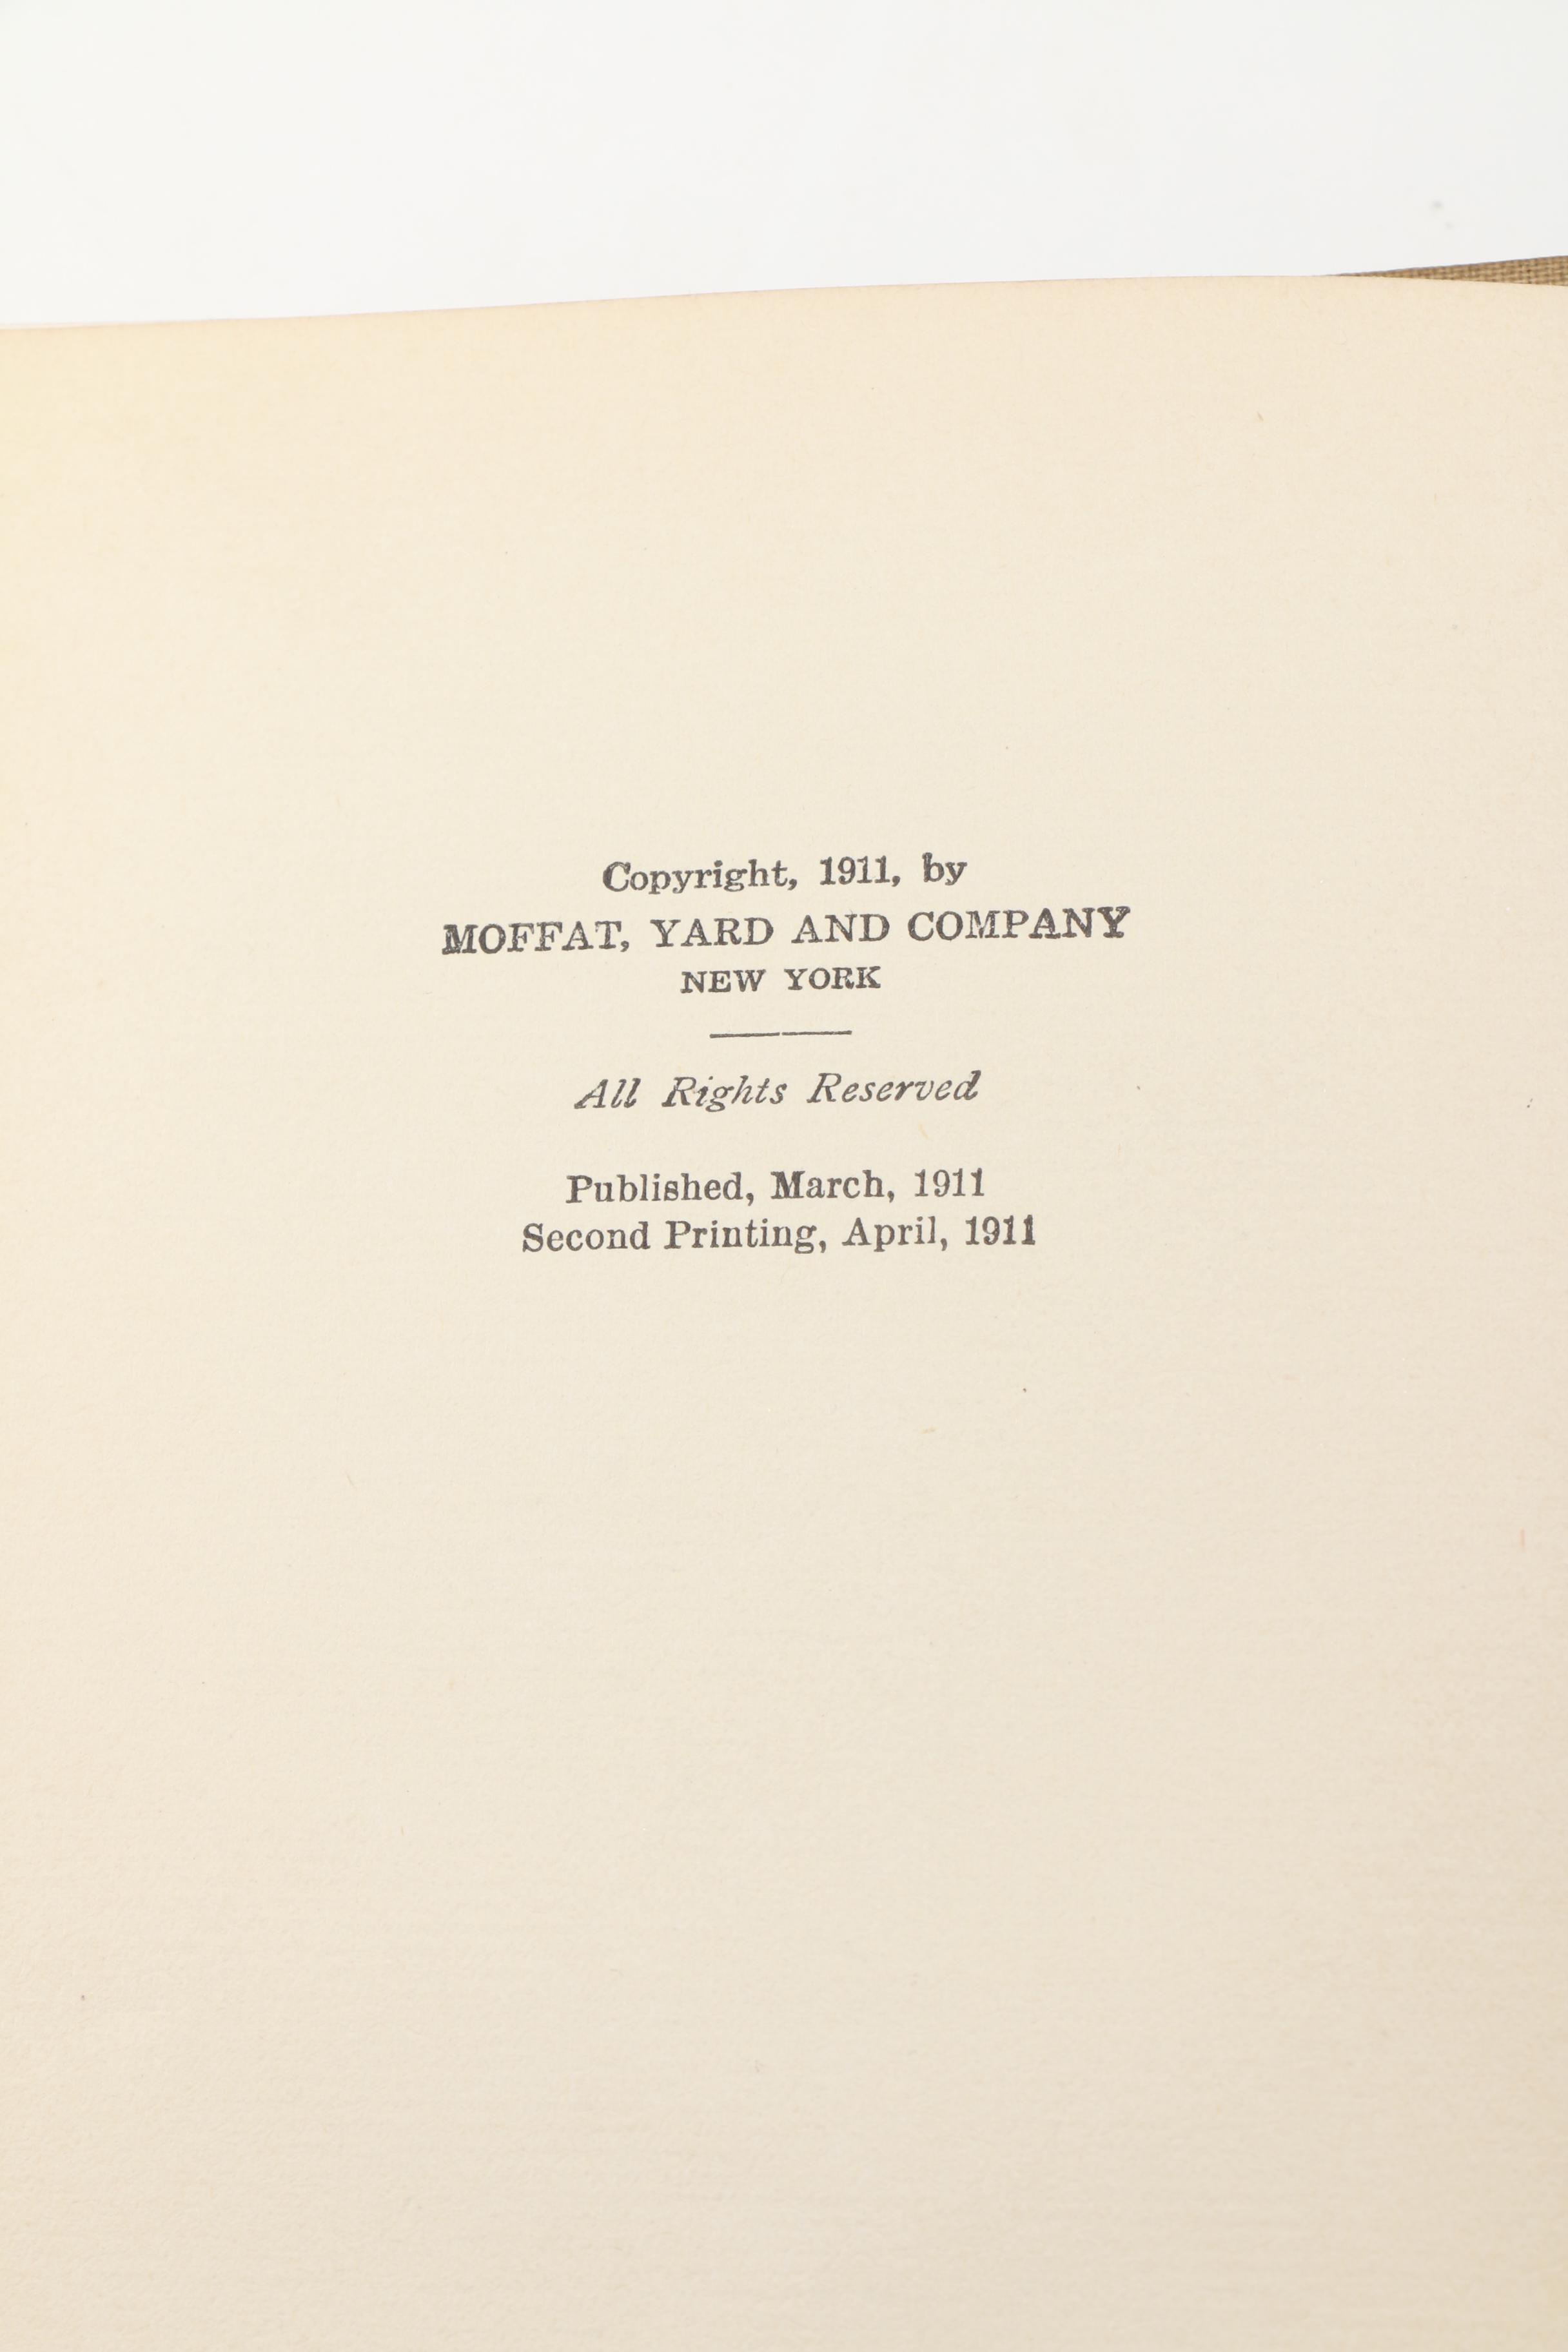 Copyright, 1911, by
MOFFAT, YARD AND COMPANY
NEW YORK
All Rights Reserved
Published, March, 1911
Second Printing, April, 1911